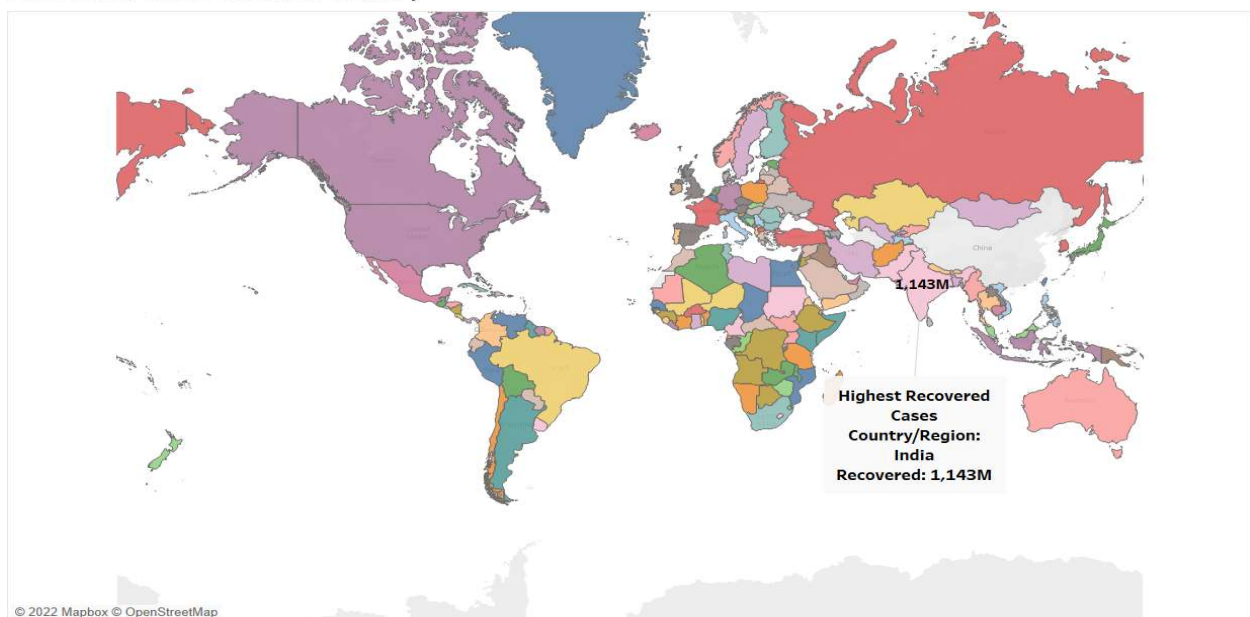 China
1,143M
Highest Recovered
Cases
Country/Region:
India
Recovered: 1,143M
© 2022 Mapbox © OpenStreetMap